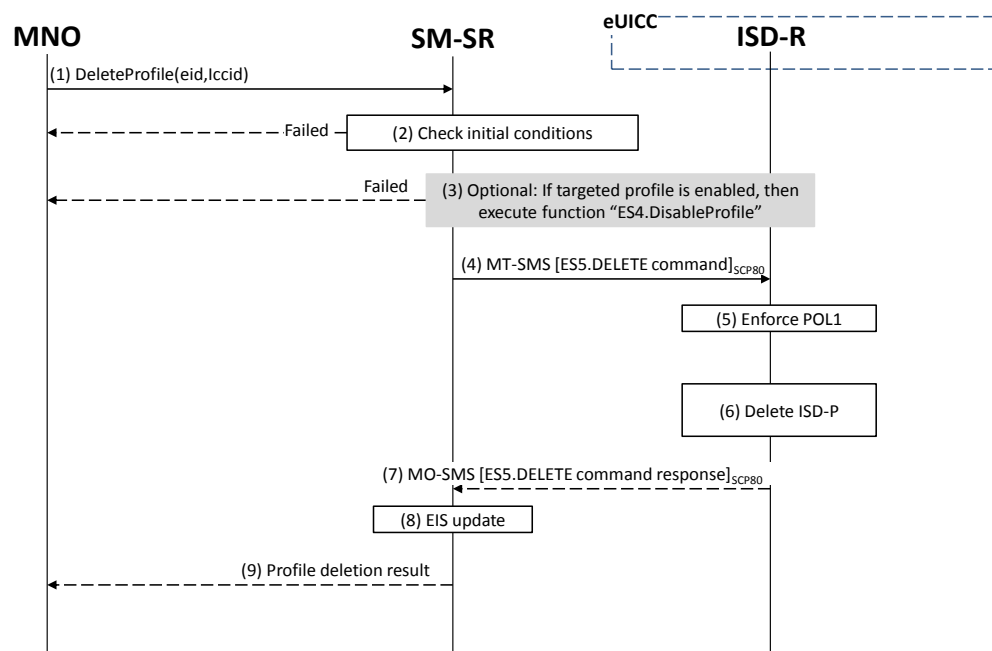 eUICC
MNO
SM-SR
ISD-R
(1) DeleteProfile(eid,Iccid)
Failed
(2) Check initial conditions
Failed
(3) Optional: If targeted profile is enabled, then
execute function “ES4.DisableProfile”
(4) MT-SMS [ES5.DELETE command]SCP80
(5) Enforce POL1
(6) Delete ISD-P
(7) MO-SMS [ES5.DELETE command response]SCP80
(8) EIS update
(9) Profile deletion result